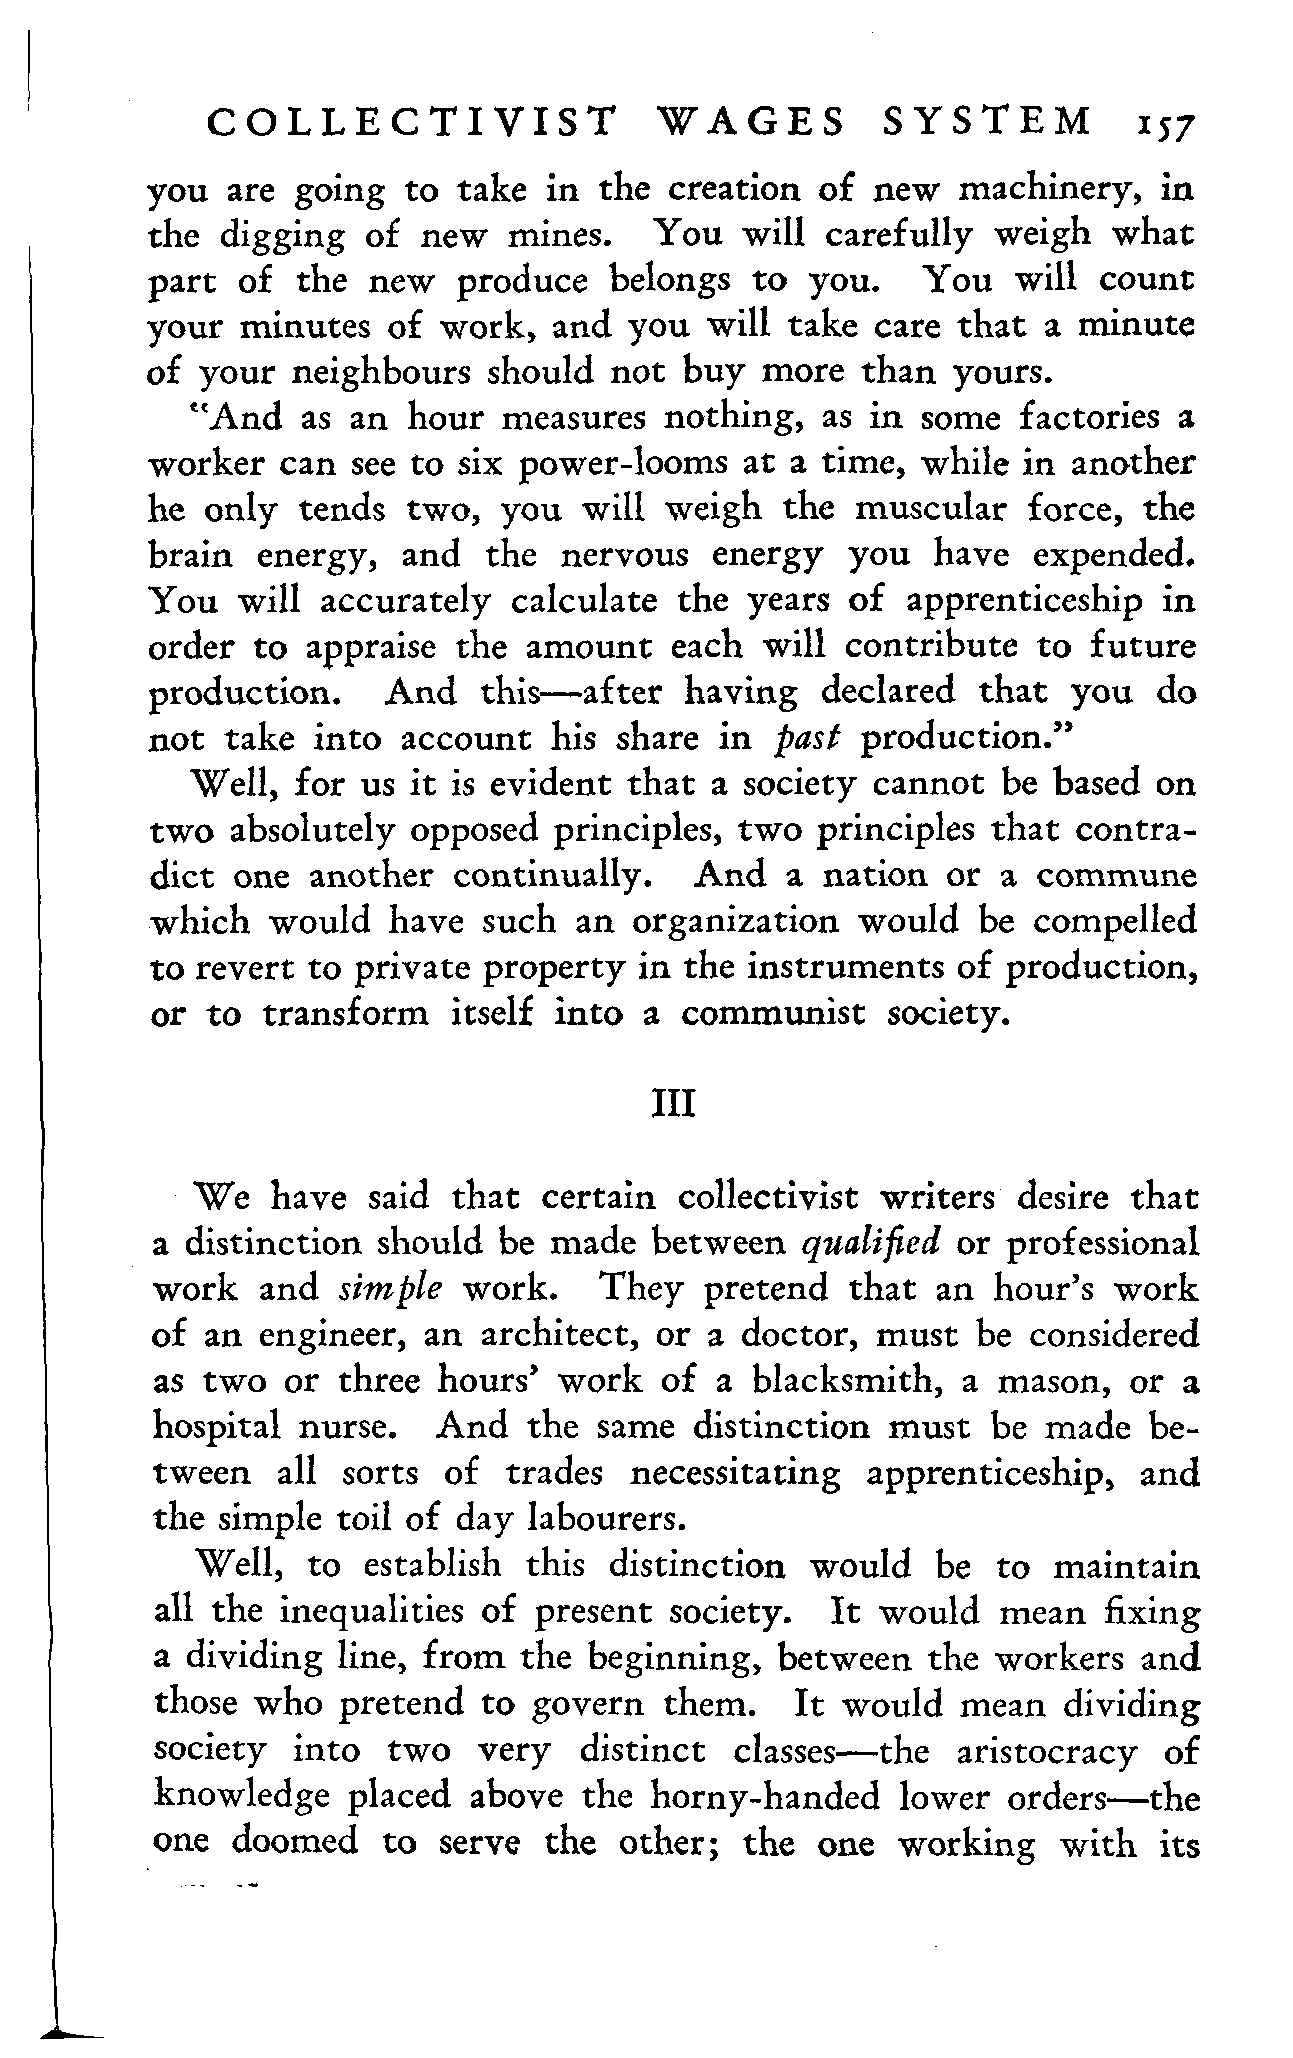 COLLECTIVIST WAGES SYSTEM 157
you are going to take in the creation of new machinery, in
the digging of new mines. You will carefully weigh what
part of the new produce belongs to you. You will count
your minutes of work, and you will take care that a minute
of your neighbours should not buy more than yours.
"And as an hour measures nothing, as in some factories a
worker can see to six power-looms at a time, while in another
he only tends two, you will weigh the muscular force, the
brain energy, and the nervous energy you have expended.
You will accurately calculate the years of apprenticeship in
order to appraise the amount each will contribute to future
production. And this—after having declared that you do
not take into account his share in past production."
Well, for us it is evident that a society cannot be based on
two absolutely opposed principles, two principles that contra-
dict one another continually. And a nation or a commune
which would have such an organization would be compelled
to revert to private property in the instruments of production,
or to transform itself into a communist society.
III
We have said that certain collectivist writers desire that
a distinction should be made between qualified or professional
work and simple work. They pretend that an hour's work
of an engineer, an architect, or a doctor, must be considered
as two or three hours' work of a blacksmith, a mason, or a
hospital nurse. And the same distinction must be made be-
tween all sorts of trades necessitating apprenticeship, and
the simple toil of day labourers.
Well, to establish this distinction would be to maintain
all the inequalities of present society. It would mean fixing
a dividing line, from the beginning, between the workers and
those who pretend to govern them. It would mean dividing
society into two very distinct classes—the aristocracy of
knowledge placed above the horny-handed lower orders—the
one doomed to serve the other; the one working with its